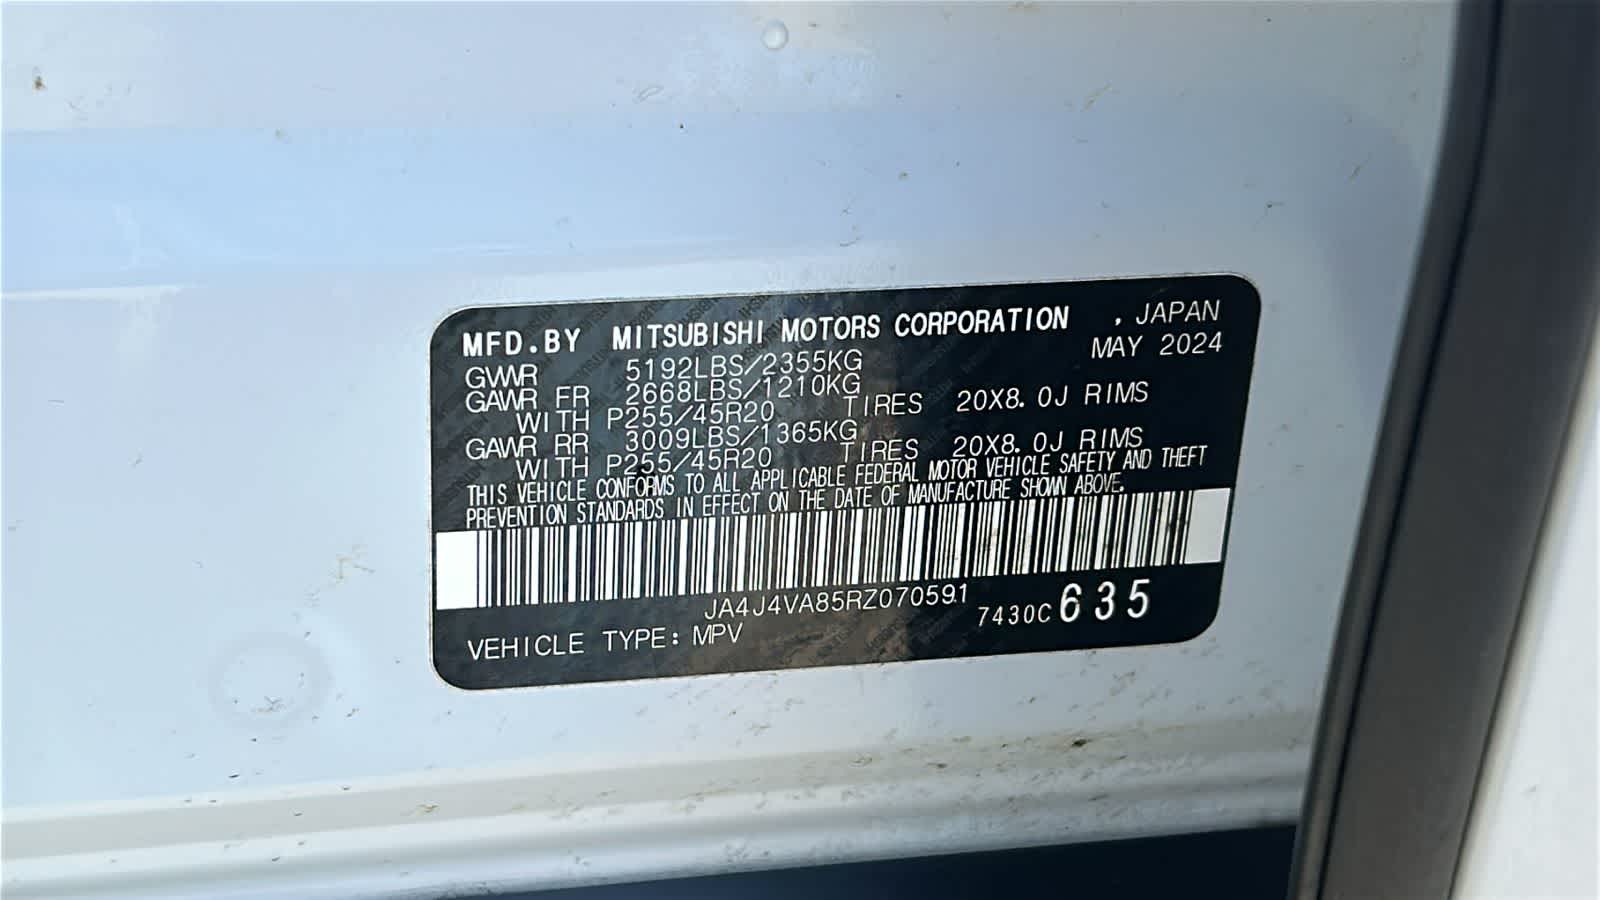 MFD.BY MITSUBISHI MOTORS CORPORATION , JAPAN
MAY 2024
GVWR 5192LBS/2355KG
GAWR FR 2668LBS/1210KG
WITH P255/45R20 TIRES 20X8.0J RIMS
GAWR RR 3009LBS/1365KG
WITH P255/45R20 TIRES 20X8.0J RIMS
THIS VEHICLE CONFORMS TO ALL APPLICABLE FEDERAL MOTOR VEHICLE SAFETY AND THEFT
PREVENTION STANDARDS IN EFFECT ON THE DATE OF MANUFACTURE SHOWN ABOVE.
JA4J4VA85RZ070591
7430C 635
VEHICLE TYPE: MPV